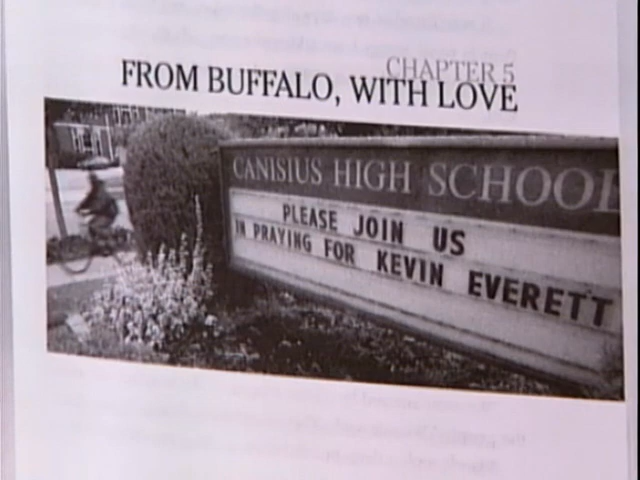 CHAPTER 5
FROM BUFFALO, WITH LOVE
CANISIUS HIGH SCHOOL
PLEASE JOIN US
IN PRAYING FOR KEVIN EVERETT